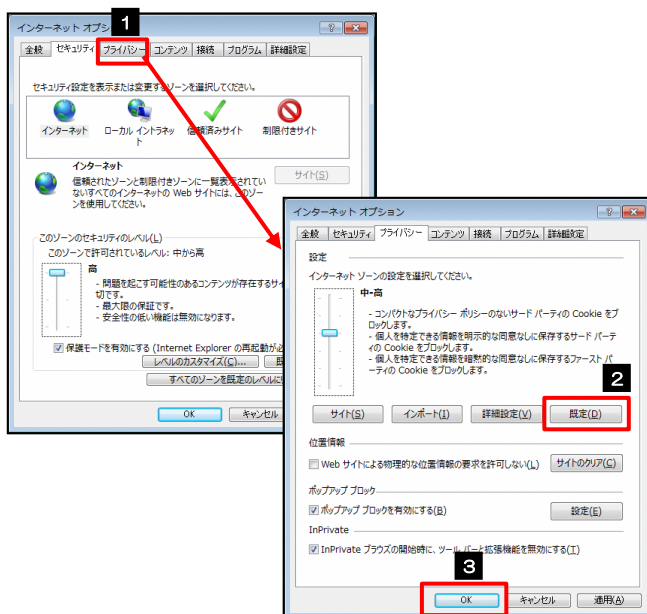 1
インターネット オプシ
全般 セキュリティ プライバシー コンテンツ 接続 プログラム 詳細設定
セキュリティ設定を表示または変更するゾーンを選択してください。
インターネット ローカル イントラネッ 信頼済みサイト 制限付きサイト
ト
インターネット
サイト(S)
信頼されたゾーンと制限付きゾーンに一覧表示されてい
ないすべてのインターネットの Web サイトには、このゾー
ンを使用してください。
このゾーンのセキュリティのレベル(L)
このゾーンで許可されているレベル: 中から高
高
- 問題を起こす可能性のあるコンテンツが存在するサイ
切です。
- 最大限の保証です。
- 安全性の低い機能は無効になります。
保護モードを有効にする (Internet Explorer の再起動が必
レベルのカスタマイズ(C)... 既
すべてのゾーンを既定のレベルに
OK キャンセル
インターネット オプション
全般 セキュリティ プライバシー コンテンツ 接続 プログラム 詳細設定
設定
インターネット ゾーンの設定を選択してください。
中-高
- コンパクトなプライバシー ポリシーのないサード パーティの Cookie をブ
ロックします。
- 個人を特定できる情報を明示的な同意なしに保存するサード パーテ
ィの Cookie をブロックします。
- 個人を特定できる情報を暗黙的な同意なしに保存するファースト パ
ーティの Cookie をブロックします。
2
サイト(S) インポート(I) 詳細設定(V) 既定(D)
位置情報
Web サイトによる物理的な位置情報の要求を許可しない(L) サイトのクリア(C)
ポップアップ ブロック
ポップアップ ブロックを有効にする(B) 設定(E)
InPrivate
InPrivate ブラウズの開始時に、ツール バーと拡張機能を無効にする(T)
3
OK キャンセル 適用(A)